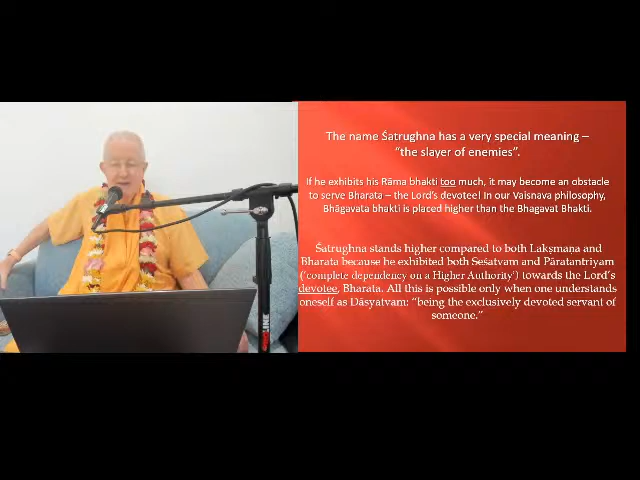 The name Śatrughna has a very special meaning –
“the slayer of enemies”.
If he exhibits his Rāma bhakti too much, it may become an obstacle
to serve Bharata – the Lord's devotee! In our Vaisnava philosophy,
Bhāgavata bhakti is placed higher than the Bhagavat Bhakti.
Śatrughna stands higher compared to both Lakṣmaṇa and
Bharata because he exhibited both Śeśatvam and Pāratantriyam
(‘complete dependency on a Higher Authority’) towards the Lord’s
devotee, Bharata. All this is possible only when one understands
oneself as Dāsyatvam: “being the exclusively devoted servant of
someone.”